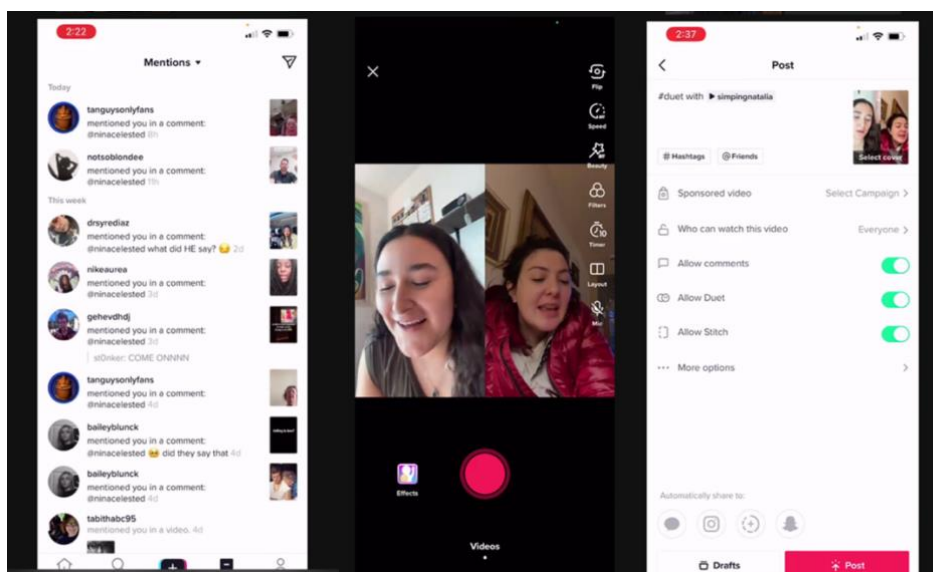 2:22
Mentions
Today
tanguysonlyfans
mentioned you in a comment:
@ninacelested 8h
notsoblondee
mentioned you in a comment:
@ninacelested 11h
This week
drsyrediaz
mentioned you in a comment:
@ninacelested what did HE say? 😏 2d
nikeaurea
mentioned you in a comment:
@ninacelested 3d
gehevdhdj
mentioned you in a comment:
@ninacelested 3d
st0nker: COME ONNNN
tanguysonlyfans
mentioned you in a comment:
@ninacelested 4d
baileyblunck
mentioned you in a comment:
@ninacelested 🥺 did they say that 4d
baileyblunck
mentioned you in a comment:
@ninacelested 4d
tabithabc95
mentioned you in a video. 4d
Flip
Speed
Beauty
Filters
Timer
Layout
Mic
Effects
Videos
2:37
Post
#duet with simpingnatalia
# Hashtags @ Friends
Select cover
Sponsored video Select Campaign
Who can watch this video Everyone
Allow comments
Allow Duet
Allow Stitch
More options
Automatically share to:
Drafts Post